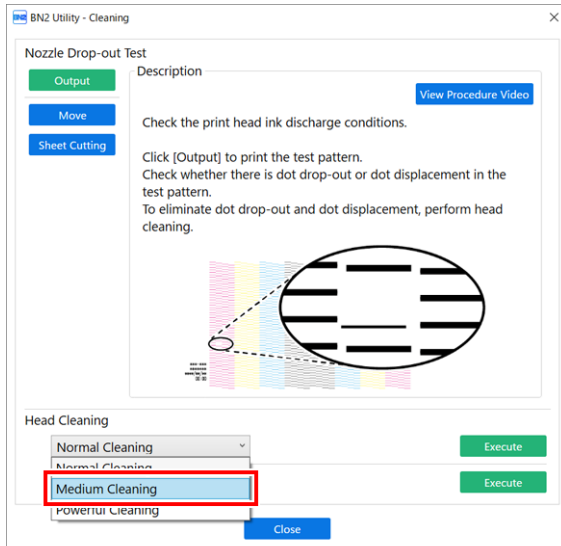 BN2 Utility - Cleaning
Nozzle Drop-out Test
Output
Move
Sheet Cutting
Description
View Procedure Video
Check the print head ink discharge conditions.
Click [Output] to print the test pattern.
Check whether there is dot drop-out or dot displacement in the
test pattern.
To eliminate dot drop-out and dot displacement, perform head
cleaning.
Head Cleaning
Normal Cleaning
Execute
Normal Cleaning
Medium Cleaning
Execute
Powerful Cleaning
Close